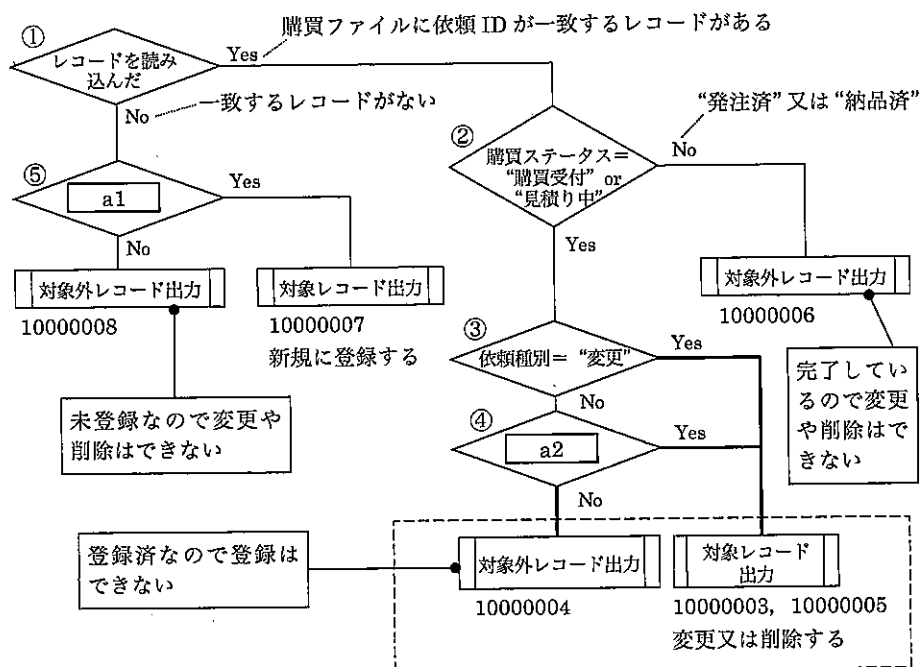 購買ファイルに依頼 ID が一致するレコードがある
①
レコードを読み
込んだ
Yes
No
一致するレコードがない
“発注済” 又は “納品済”
②
購買ステータス＝
“購買受付” or
“見積り中”
No
Yes
⑤
a1
Yes
No
対象外レコード出力
10000008
対象レコード出力
10000007
新規に登録する
対象外レコード出力
10000006
③
依頼種別＝ “変更”
Yes
No
完了してい
るので変更
や削除はで
きない
未登録なので変更や
削除はできない
④
a2
Yes
No
登録済なので登録は
できない
対象外レコード出力
10000004
対象レコード
出力
10000003, 10000005
変更又は削除する